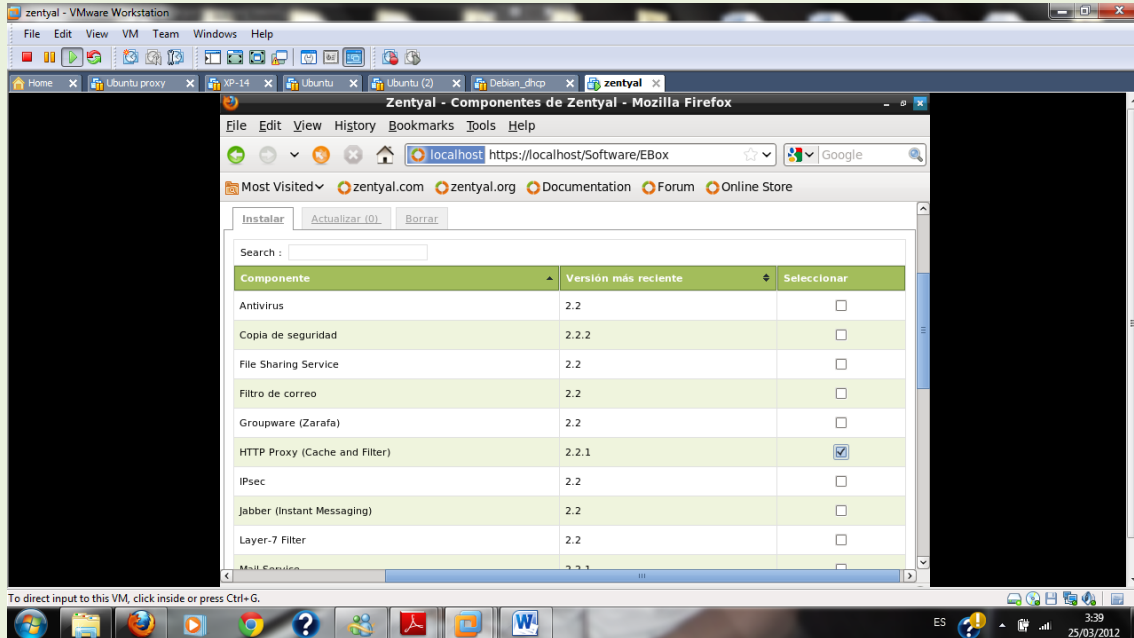 zentyal - VMware Workstation
File Edit View VM Team Windows Help
Home Ubuntu proxy XP-14 Ubuntu Ubuntu (2) Debian_dhcp zentyal
Zentyal - Componentes de Zentyal - Mozilla Firefox
File Edit View History Bookmarks Tools Help
localhost https://localhost/Software/EBox Google
Most Visited zentyal.com zentyal.org Documentation Forum Online Store
Instalar Actualizar (0) Borrar
Search :
Componente Versión más reciente Seleccionar
Antivirus 2.2
Copia de seguridad 2.2.2
File Sharing Service 2.2
Filtro de correo 2.2
Groupware (Zarafa) 2.2
HTTP Proxy (Cache and Filter) 2.2.1
IPsec 2.2
Jabber (Instant Messaging) 2.2
Layer-7 Filter 2.2
Mail Service 2.2.1
To direct input to this VM, click inside or press Ctrl+G.
ES 3:39
25/03/2012